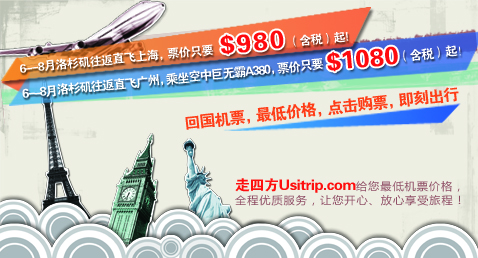 6—8月洛杉矶往返直飞上海，票价只要 $980（含税）起!
6—8月洛杉矶往返直飞广州，乘坐空中巨无霸A380，票价只要$1080（含税）起!
回国机票，最低价格，点击购票，即刻出行
走四方Usitrip.com给您最低机票价格，
全程优质服务，让您开心、放心享受旅程！